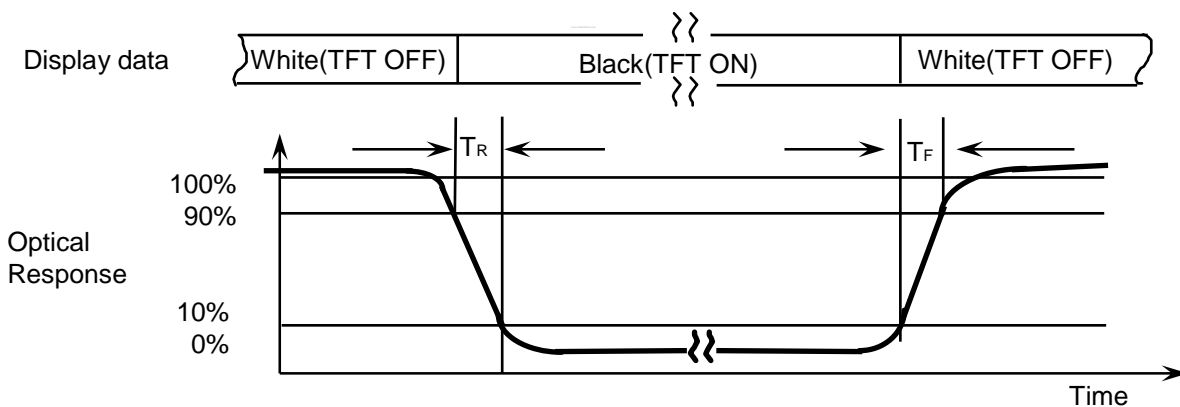 Display data
White(TFT OFF)
Black(TFT ON)
White(TFT OFF)
TR
TF
100%
90%
Optical
Response
10%
0%
Time